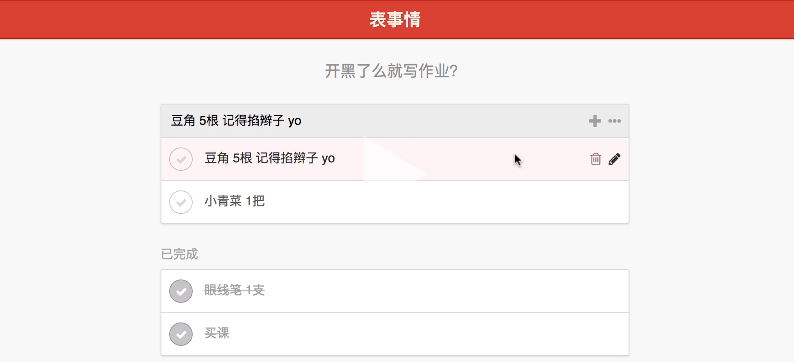 表事情
开黑了么就写作业?
豆角 5根 记得掐辫子 yo
豆角 5根 记得掐辫子 yo
小青菜 1把
已完成
眼线笔 1支
买课